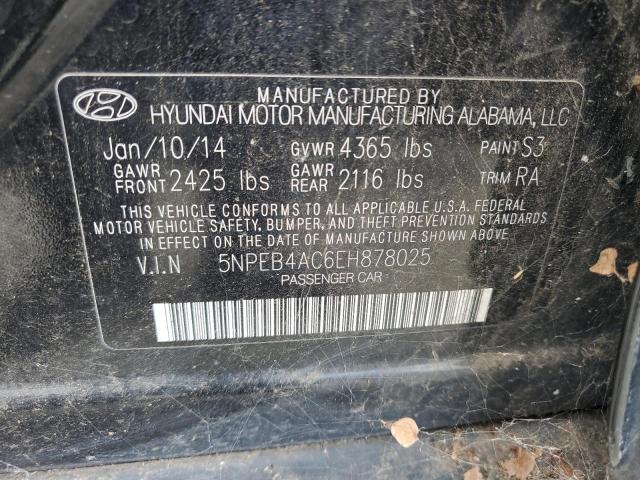 MANUFACTURED BY
HYUNDAI MOTOR MANUFACTURING ALABAMA, LLC
Jan/10/14 GVWR 4365 lbs PAINT S3
GAWR FRONT 2425 lbs GAWR REAR 2116 lbs TRIM RA
THIS VEHICLE CONFORMS TO ALL APPLICABLE U.S.A. FEDERAL
MOTOR VEHICLE SAFETY, BUMPER, AND THEFT PREVENTION STANDARDS
IN EFFECT ON THE DATE OF MANUFACTURE SHOWN ABOVE.
V.I.N 5NPEB4AC6EH878025
PASSENGER CAR